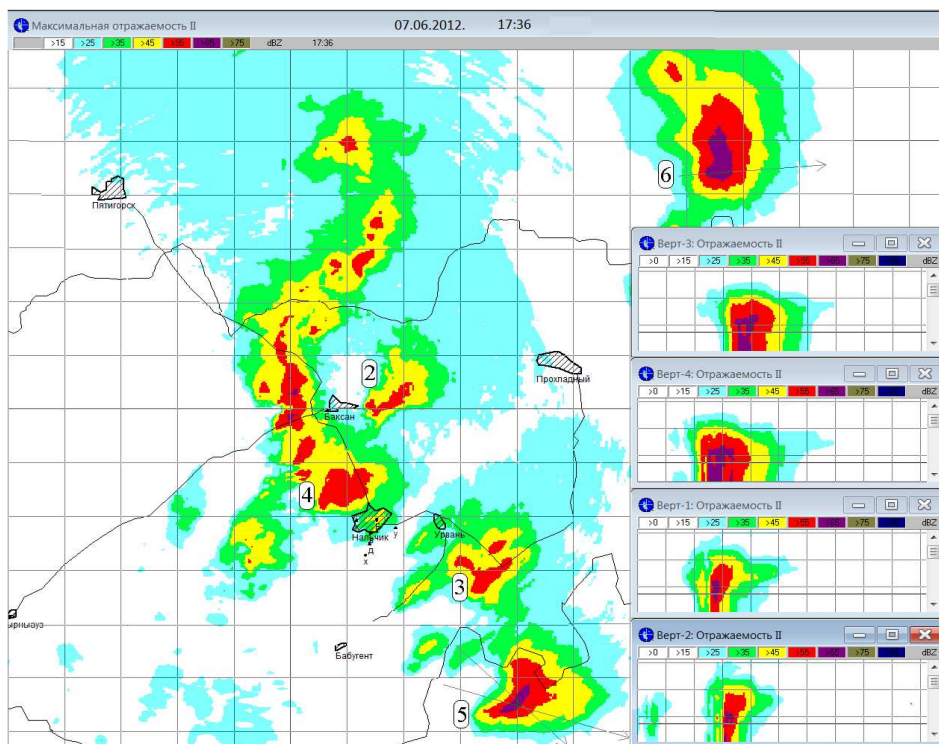 Максимальная отражаемость II
07.06.2012. 17:36
>15 >25 >35 >45 >55 >65 >75 dBZ 17:36
6
Пятигорск
Верт-3: Отражаемость II
>0 >15 >25 >35 >45 >55 >65 >75 dBZ
2
Прохладный
Баксан
Верт-4: Отражаемость II
>0 >15 >25 >35 >45 >55 >65 >75 dBZ
4
Нальчик
У
Урвань
Д
Х
Верт-1: Отражаемость II
>0 >15 >25 >35 >45 >55 >65 >75 dBZ
3
ырныауз
Бабугент
Верт-2: Отражаемость II
>0 >15 >25 >35 >45 >55 >65 >75 dBZ
5